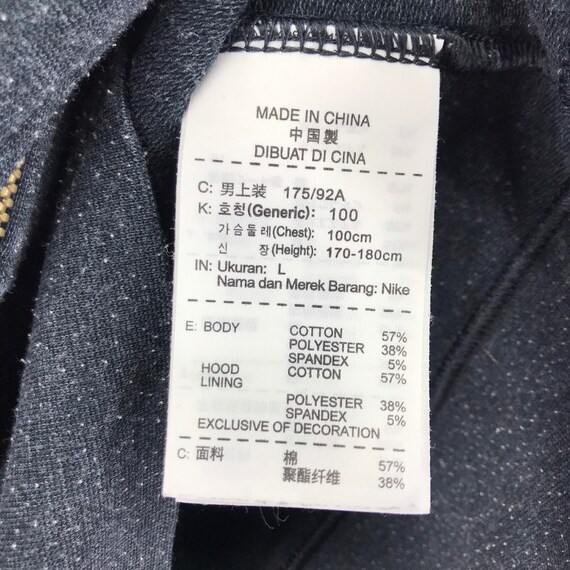 MADE IN CHINA
中国製
DIBUAT DI CINA
C: 男上装 175/92A
K: 호칭(Generic): 100
가슴둘레(Chest): 100cm
신 장(Height): 170-180cm
IN: Ukuran: L
Nama dan Merek Barang: Nike
E: BODY COTTON 57%
POLYESTER 38%
SPANDEX 5%
HOOD COTTON 57%
LINING
POLYESTER 38%
SPANDEX 5%
EXCLUSIVE OF DECORATION
C: 面料 棉 57%
聚酯纤维 38%